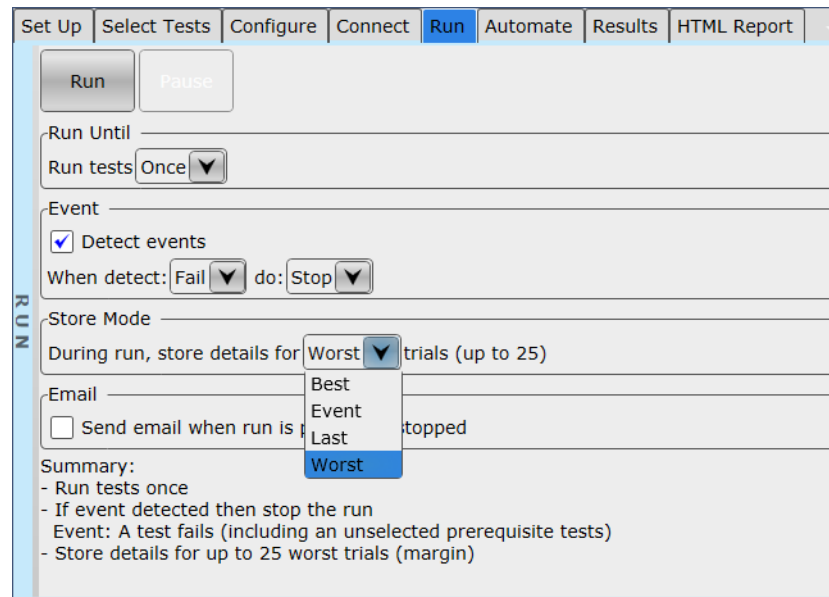 Set Up Select Tests Configure Connect Run Automate Results HTML Report
Run Pause
Run Until
Run tests Once
Event
Detect events
When detect: Fail do: Stop
Store Mode
During run, store details for Worst trials (up to 25)
Best
Event
Last
Worst
Email
Send email when run is topped
Summary:
- Run tests once
- If event detected then stop the run
Event: A test fails (including an unselected prerequisite tests)
- Store details for up to 25 worst trials (margin)
RUN